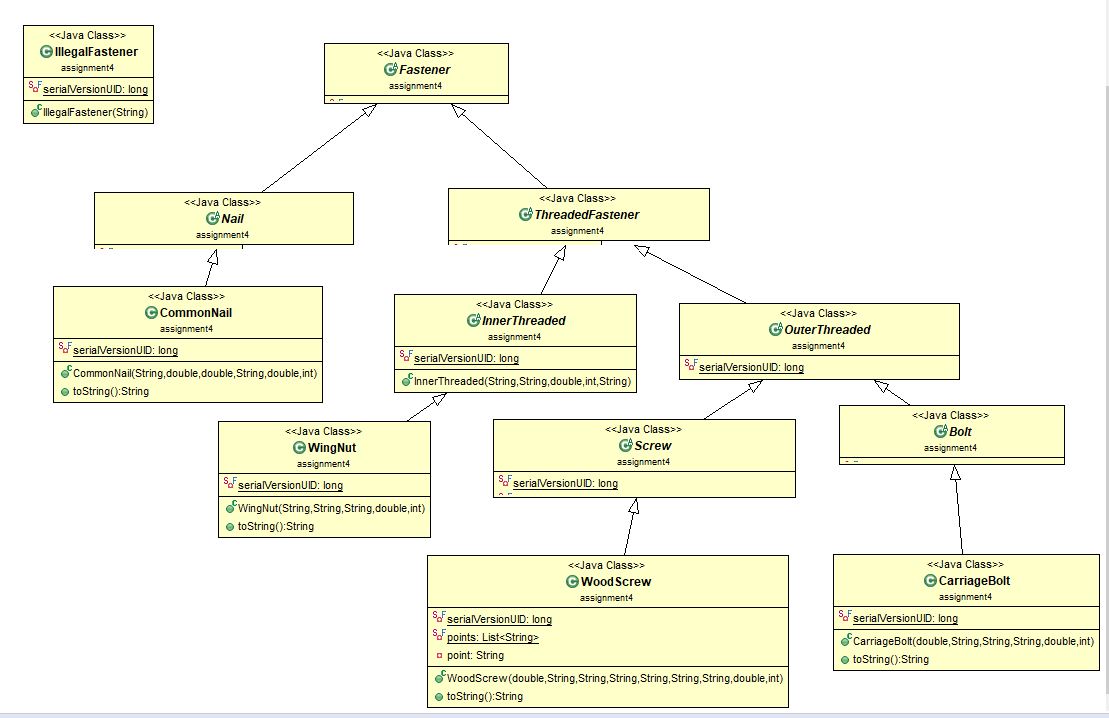 <<Java Class>>
IllegalFastener
assignment4
serialVersionUID: long
IllegalFastener(String)
<<Java Class>>
Fastener
assignment4
<<Java Class>>
Nail
assignment4
<<Java Class>>
ThreadedFastener
assignment4
<<Java Class>>
CommonNail
assignment4
serialVersionUID: long
CommonNail(String,double,double,String,double,int)
toString():String
<<Java Class>>
InnerThreaded
assignment4
serialVersionUID: long
InnerThreaded(String,String,double,int,String)
<<Java Class>>
OuterThreaded
assignment4
serialVersionUID: long
<<Java Class>>
WingNut
assignment4
serialVersionUID: long
WingNut(String,String,String,double,int)
toString():String
<<Java Class>>
Screw
assignment4
serialVersionUID: long
<<Java Class>>
Bolt
assignment4
<<Java Class>>
WoodScrew
assignment4
serialVersionUID: long
points: List<String>
point: String
WoodScrew(double,String,String,String,String,String,String,double,int)
toString():String
<<Java Class>>
CarriageBolt
assignment4
serialVersionUID: long
CarriageBolt(double,String,String,String,double,int)
toString():String